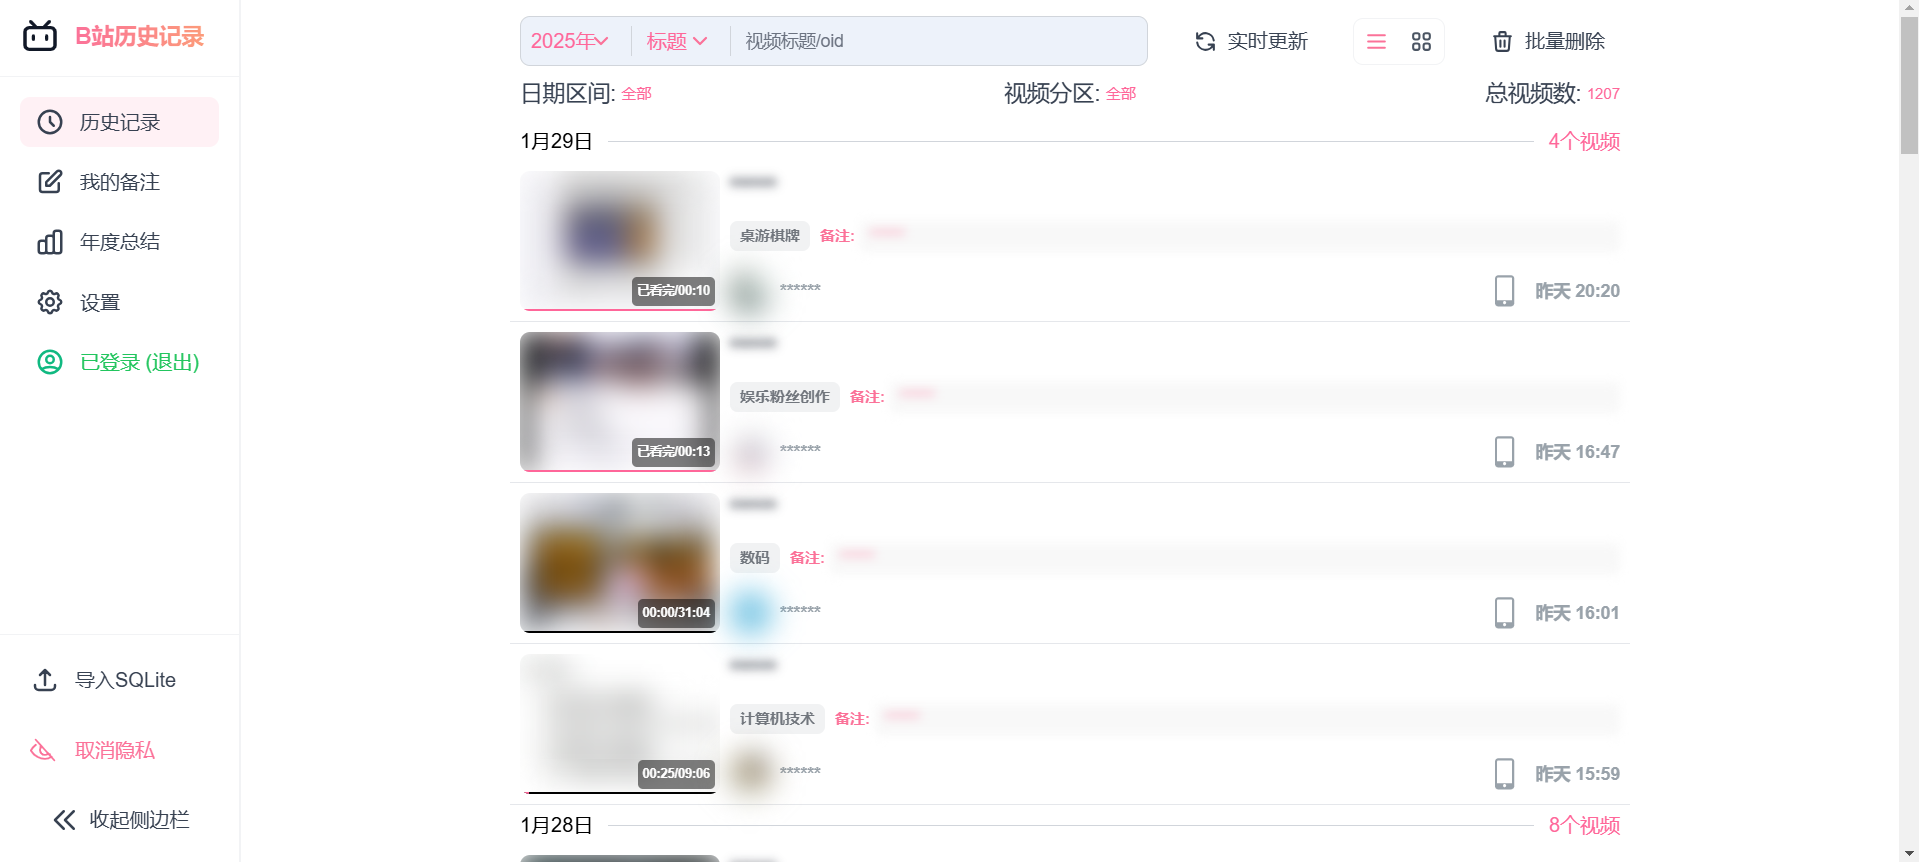 B站历史记录
历史记录
我的备注
年度总结
设置
已登录 (退出)
导入SQLite
取消隐私
收起侧边栏
2025年 标题 视频标题/oid 实时更新 批量删除
日期区间: 全部 视频分区: 全部 总视频数: 1207
1月29日 4个视频
桌游棋牌 备注:
已看完/00:10 ****** 昨天 20:20
娱乐粉丝创作 备注:
已看完/00:13 ****** 昨天 16:47
数码 备注:
00:00/31:04 ****** 昨天 16:01
计算机技术 备注:
00:25/09:06 ****** 昨天 15:59
1月28日 8个视频